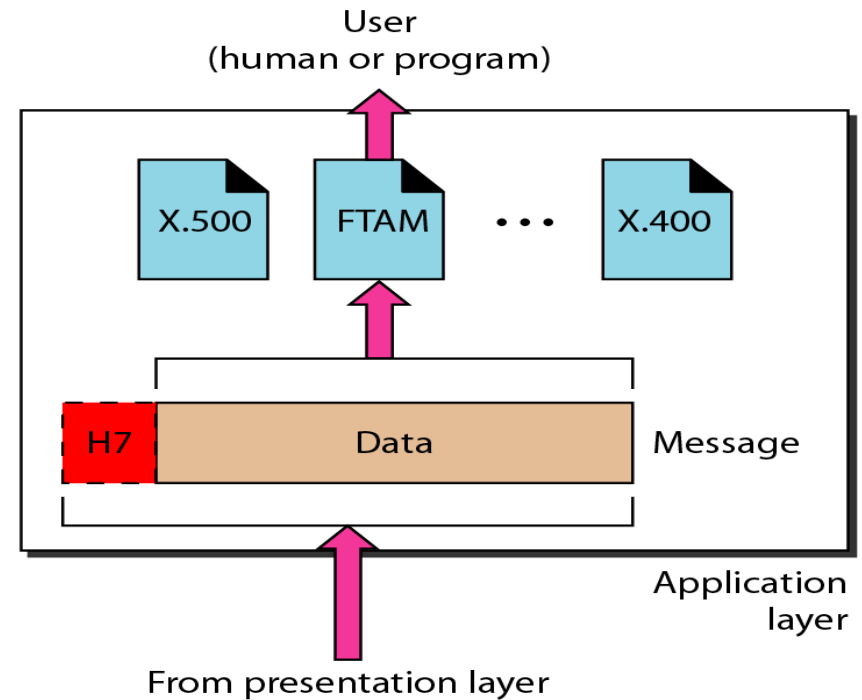 User
(human or program)
X.500
FTAM
...
X.400
H7
Data
Message
Application
layer
From presentation layer